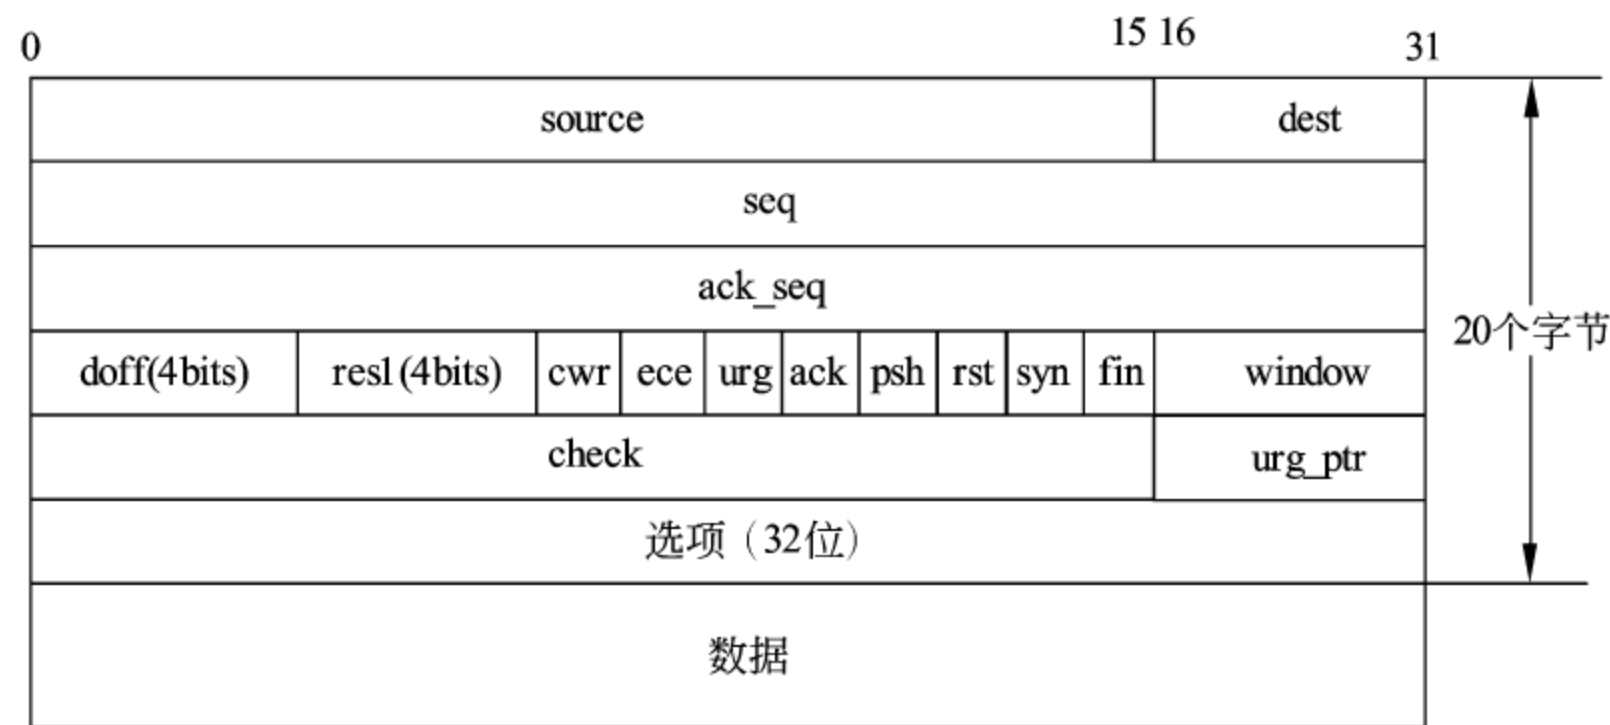 0 15 16 31
source dest
seq
ack_seq
20个字节
doff(4bits) res1(4bits) cwr ece urg ack psh rst syn fin window
check urg_ptr
选项（32位）
数据